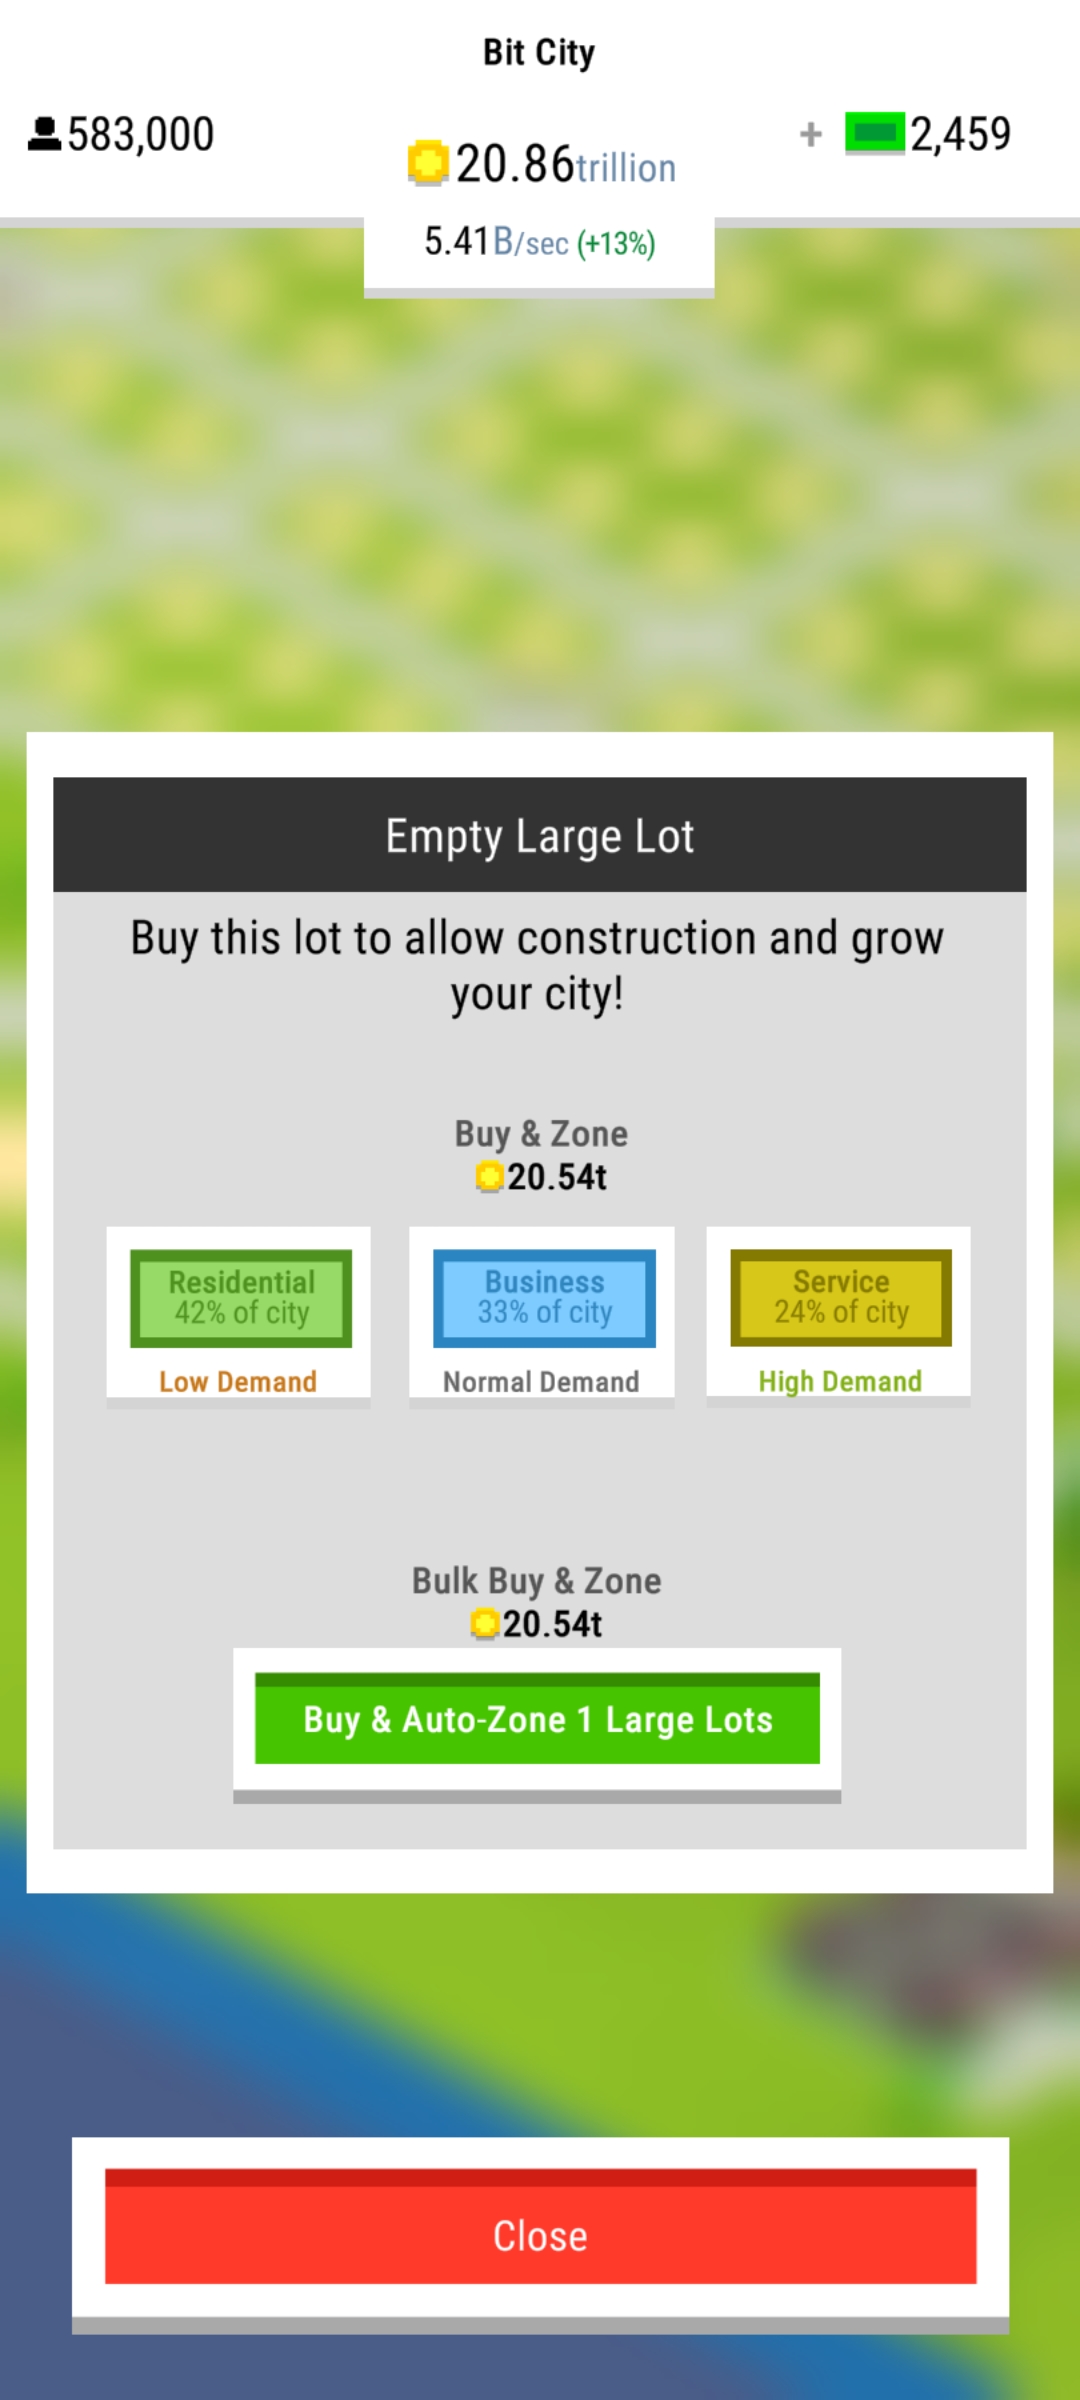 Bit City
583,000
20.86trillion
+ 2,459
5.41B/sec (+13%)
Empty Large Lot
Buy this lot to allow construction and grow
your city!
Buy & Zone
20.54t
Residential
42% of city
Low Demand
Business
33% of city
Normal Demand
Service
24% of city
High Demand
Bulk Buy & Zone
20.54t
Buy & Auto-Zone 1 Large Lots
Close